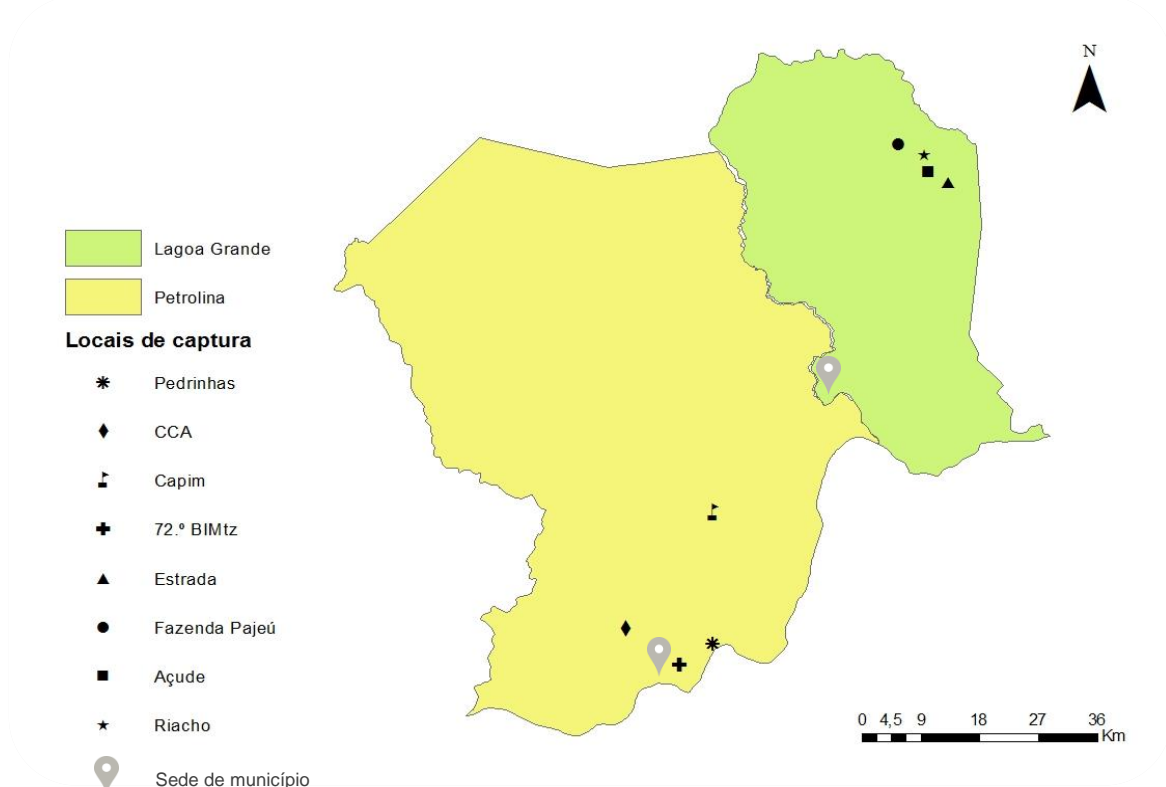 N
Lagoa Grande
Petrolina
Locais de captura
Pedrinhas
CCA
Capim
72.º BIMtz
Estrada
Fazenda Pajeú
Açude
Riacho
Sede de município
0 4,5 9 18 27 36
Km